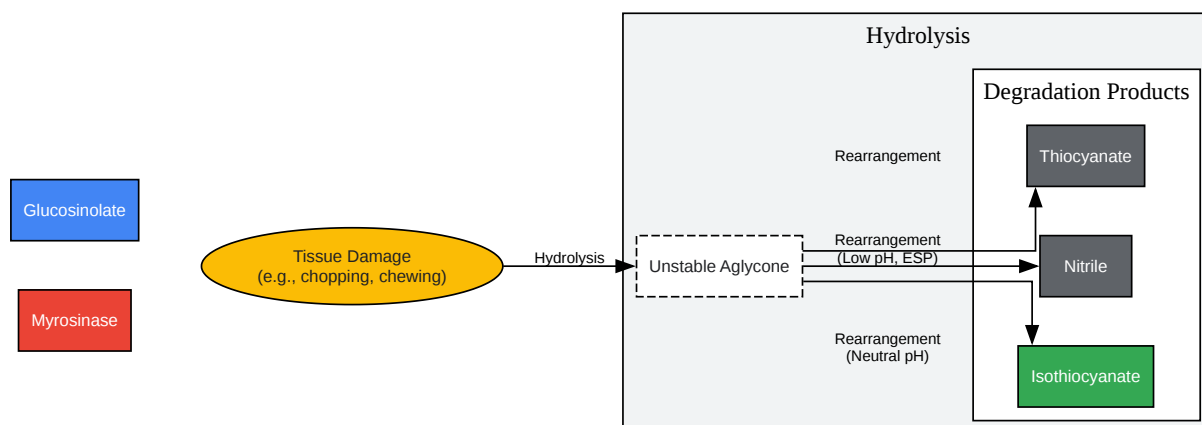 Hydrolysis
Degradation Products
Thiocyanate
Rearrangement
Glucosinolate
Tissue Damage
(e.g., chopping, chewing)
Hydrolysis
Unstable Aglycone
Rearrangement
(Low pH, ESP)
Nitrile
Myrosinase
Rearrangement
(Neutral pH)
Isothiocyanate